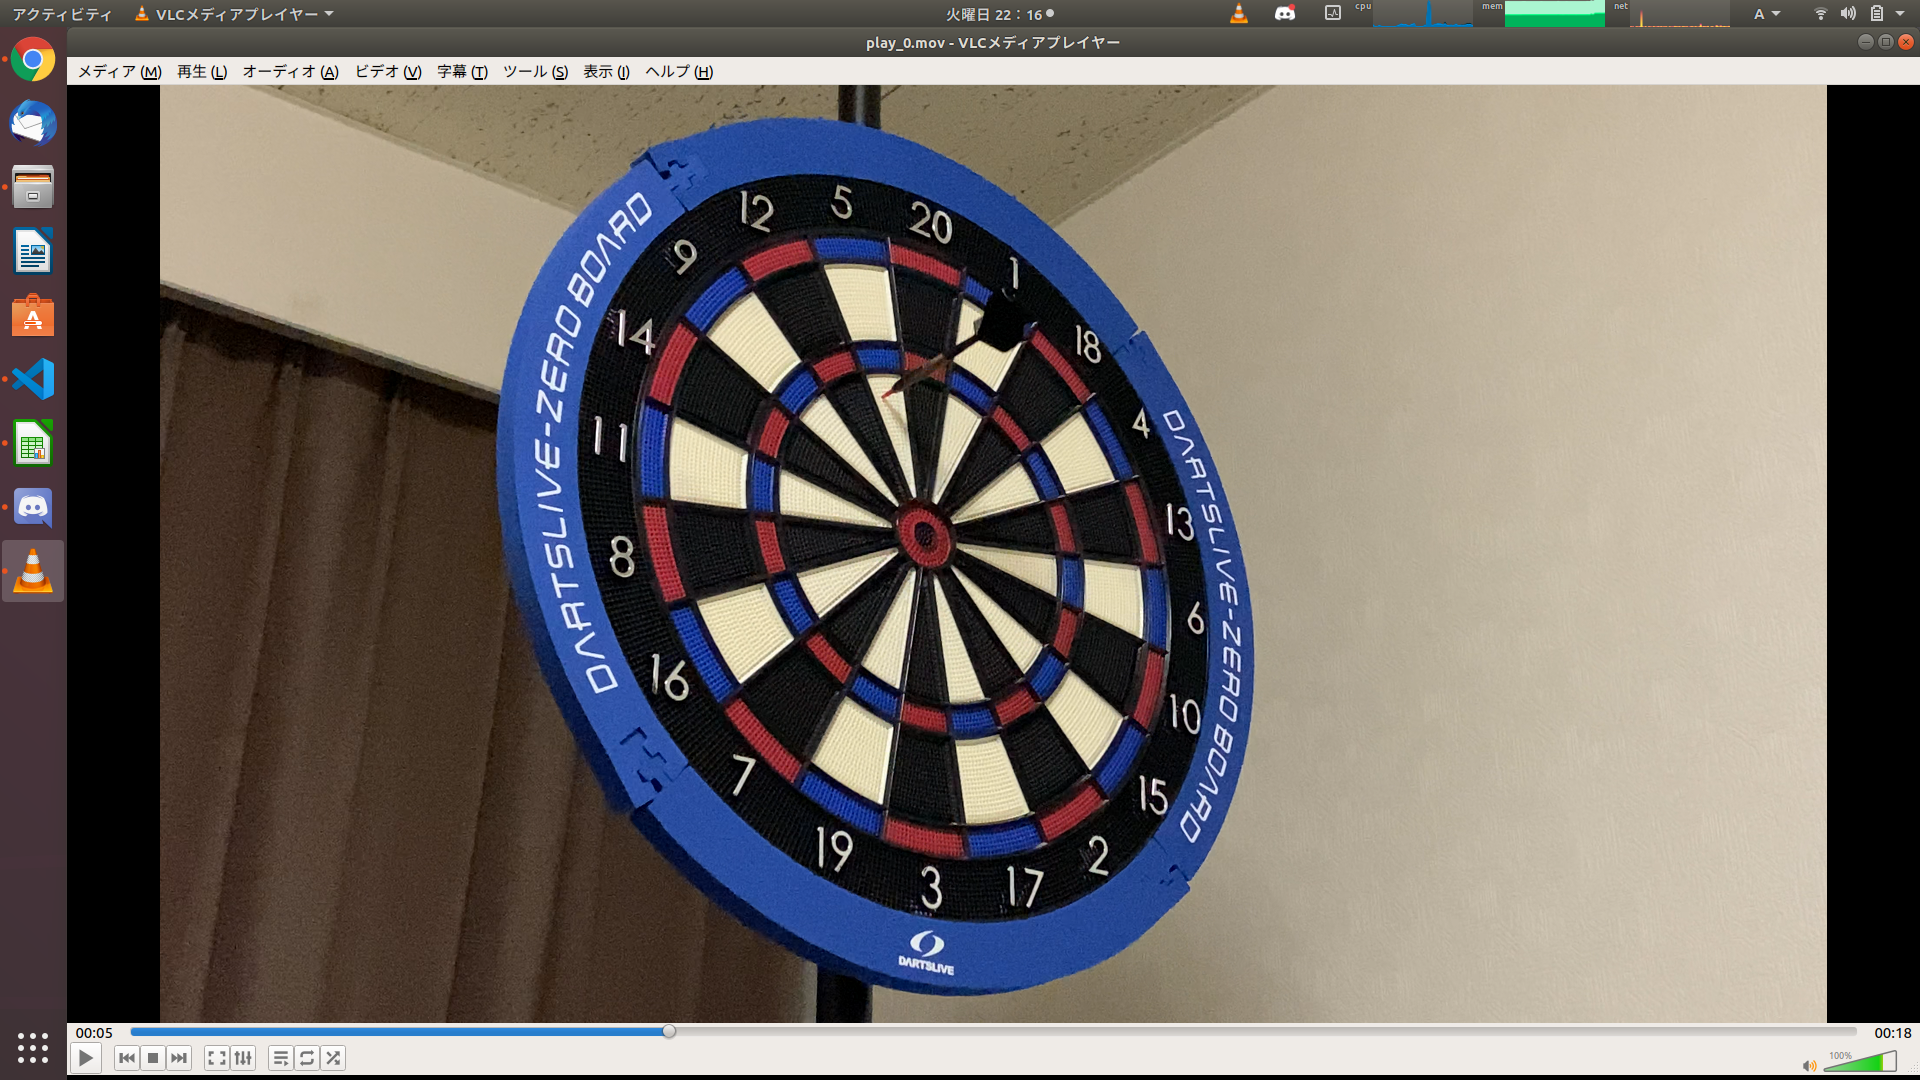 アクティビティ
VLCメディアプレイヤー
火曜日 22：16
cpu
mem
net
A
play_0.mov - VLCメディアプレイヤー
メディア (M) 再生 (L) オーディオ (A) ビデオ (V) 字幕 (T) ツール (S) 表示 (I) ヘルプ (H)
12 5 20 1 18 4 13 6 10 15 2 17 3 19 7 16 8 11 14 9
DARTSLIVE-ZERO BOARD
DARTSLIVE-ZERO BOARD
DARTSLIVE
00:05
00:18
100%